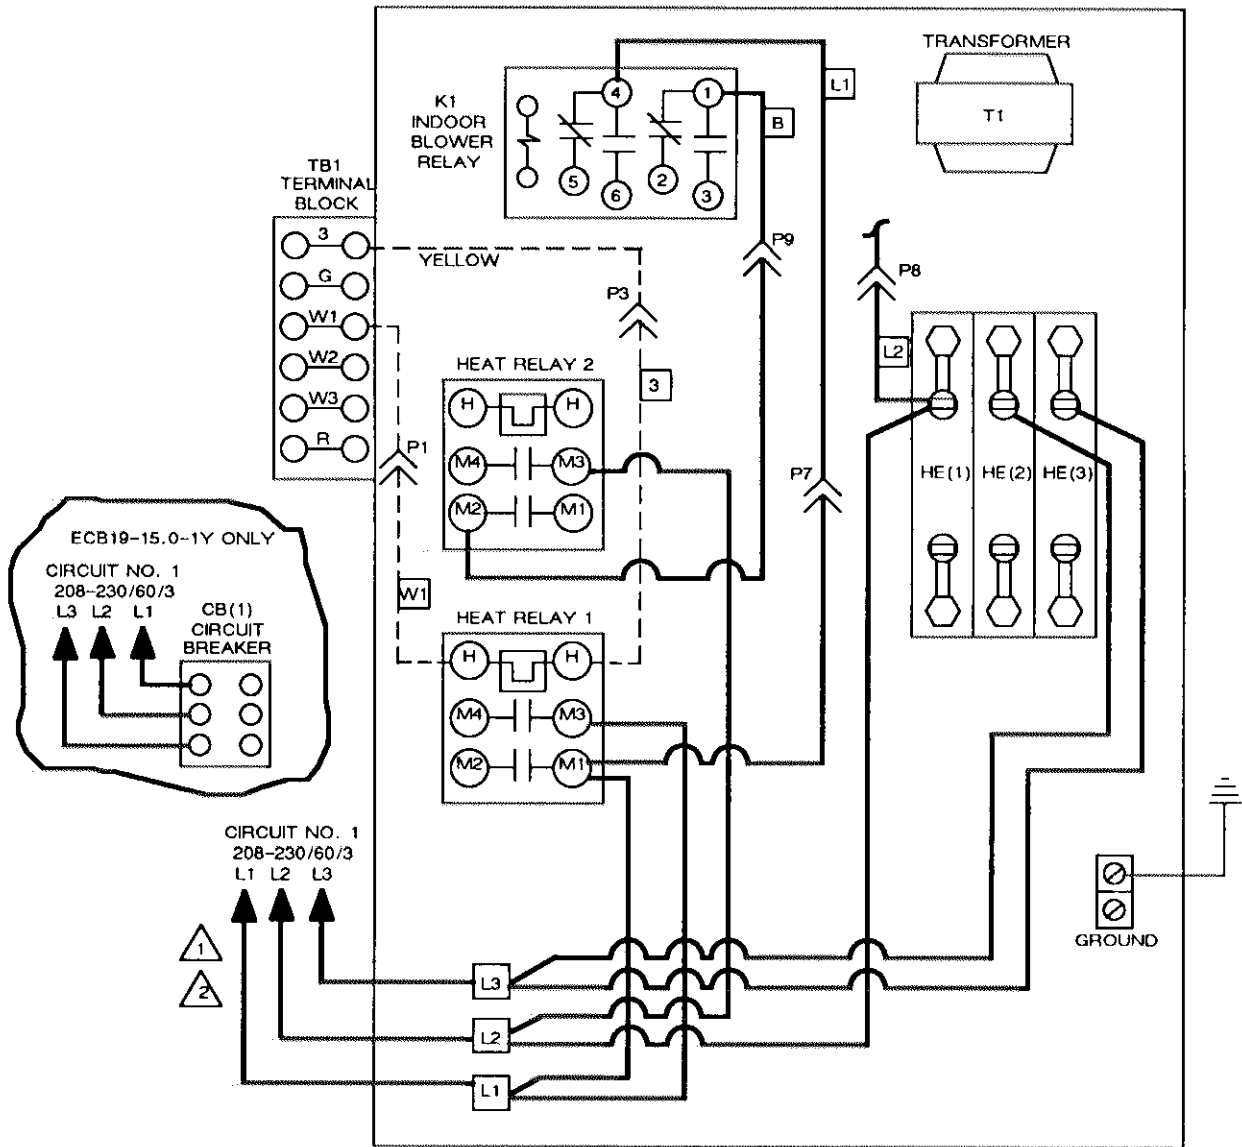 TRANSFORMER
T1
K1
INDOOR
BLOWER
RELAY
4
1
5
6
2
3
L1
B
TB1
TERMINAL
BLOCK
3
G
W1
W2
W3
R
YELLOW
P9
P8
P3
L2
HEAT RELAY 2
3
H H
M4 M3
M2 M1
P1
P7
HE(1) HE(2) HE(3)
ECB19-15.0-1Y ONLY
CIRCUIT NO. 1
208-230/60/3
L3 L2 L1
CB(1)
CIRCUIT
BREAKER
W1
HEAT RELAY 1
H H
M4 M3
M2 M1
CIRCUIT NO. 1
208-230/60/3
L1 L2 L3
1
2
GROUND
L3
L2
L1